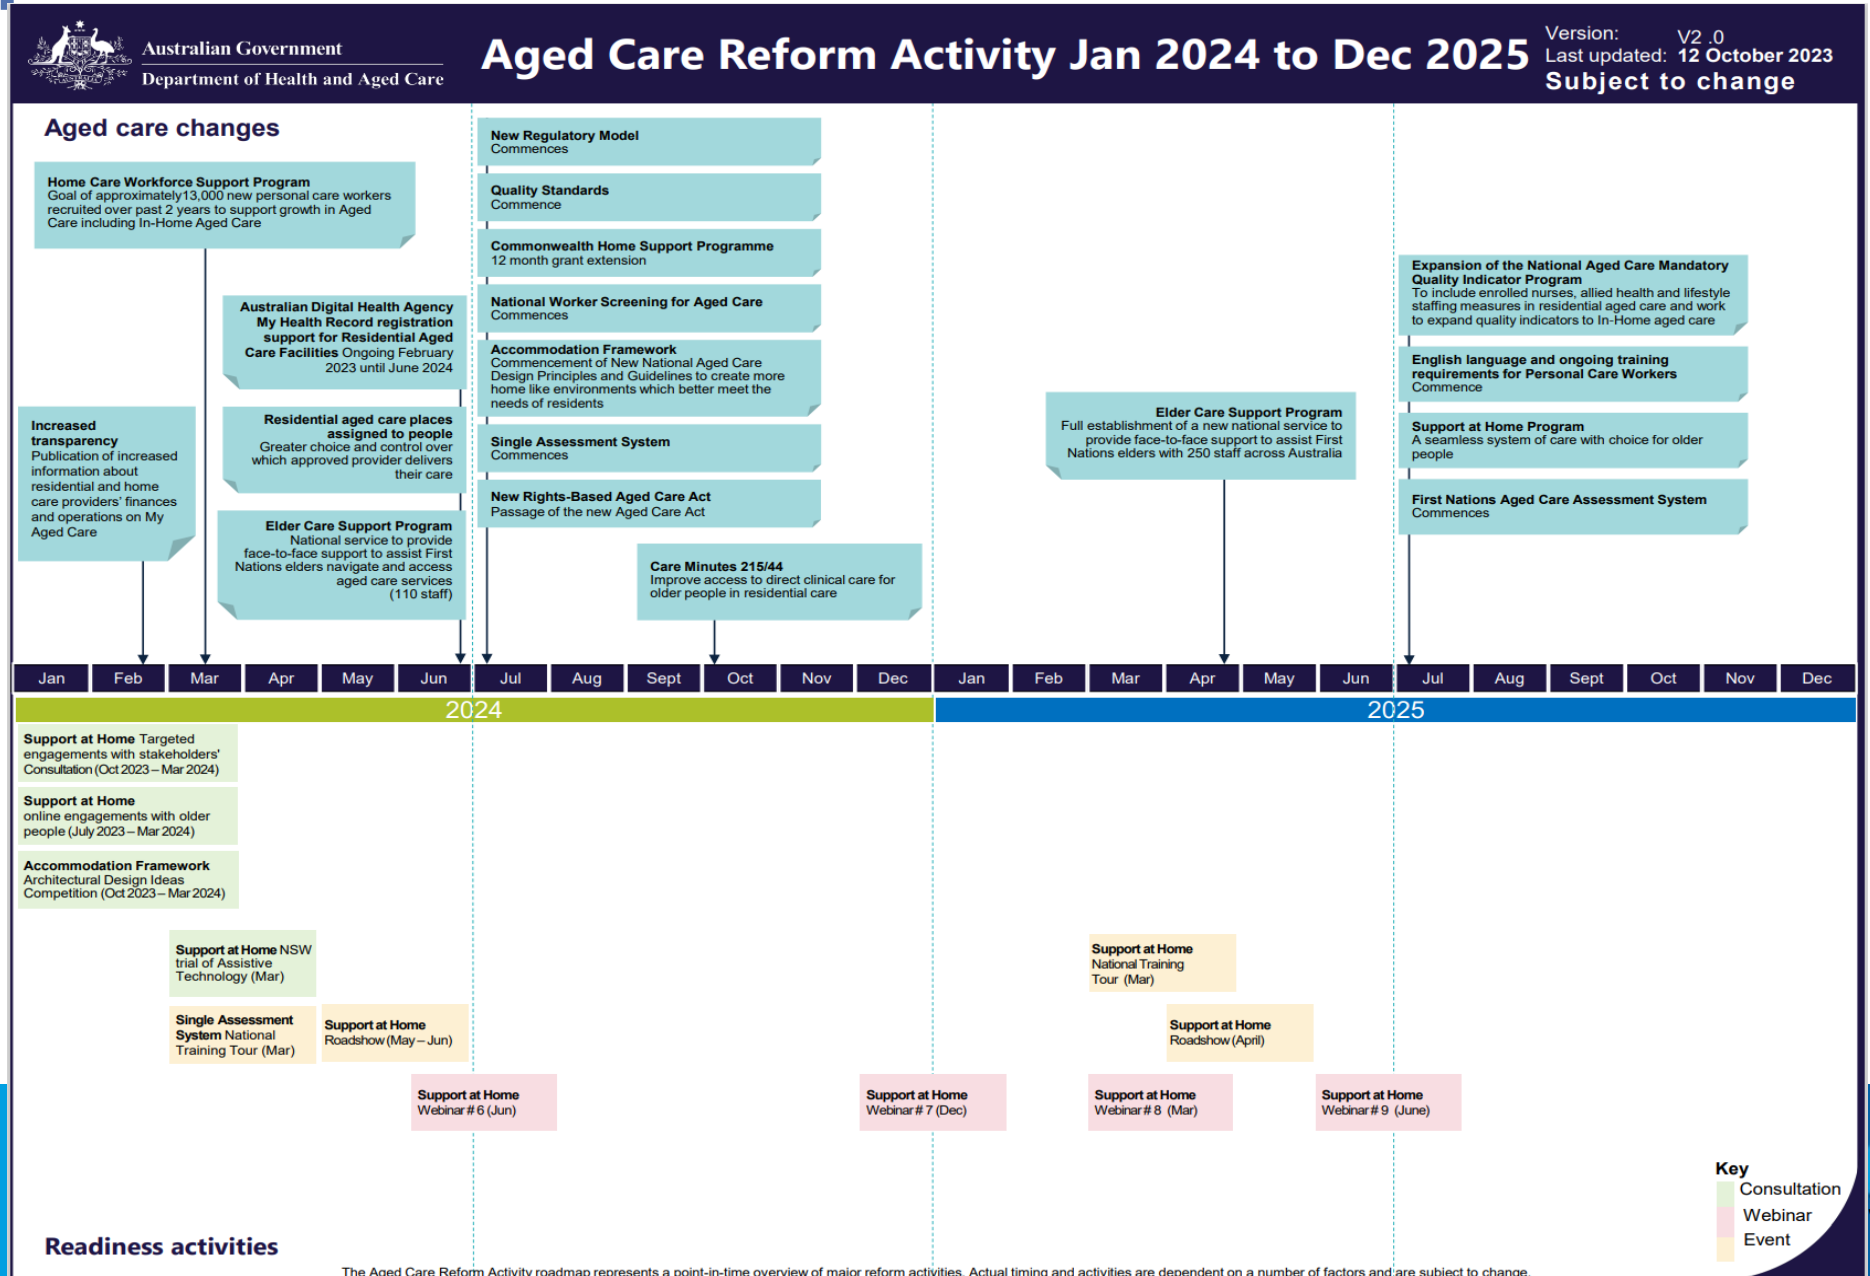 Australian Government
Department of Health and Aged Care
Aged Care Reform Activity Jan 2024 to Dec 2025
Version: V2 .0
Last updated: 12 October 2023
Subject to change
Aged care changes
Home Care Workforce Support Program
Goal of approximately13,000 new personal care workers
recruited over past 2 years to support growth in Aged
Care including In-Home Aged Care
Australian Digital Health Agency
My Health Record registration
support for Residential Aged
Care Facilities Ongoing February
2023 until June 2024
Increased
transparency
Publication of increased
information about
residential and home
care providers' finances
and operations on My
Aged Care
Residential aged care places
assigned to people
Greater choice and control over
which approved provider delivers
their care
Elder Care Support Program
National service to provide
face-to-face support to assist First
Nations elders navigate and access
aged care services
(110 staff)
New Regulatory Model
Commences
Quality Standards
Commence
Commonwealth Home Support Programme
12 month grant extension
National Worker Screening for Aged Care
Commences
Accommodation Framework
Commencement of New National Aged Care
Design Principles and Guidelines to create more
home like environments which better meet the
needs of residents
Single Assessment System
Commences
New Rights-Based Aged Care Act
Passage of the new Aged Care Act
Care Minutes 215/44
Improve access to direct clinical care for
older people in residential care
Elder Care Support Program
Full establishment of a new national service to
provide face-to-face support to assist First
Nations elders with 250 staff across Australia
Expansion of the National Aged Care Mandatory
Quality Indicator Program
To include enrolled nurses, allied health and lifestyle
staffing measures in residential aged care and work
to expand quality indicators to In-Home aged care
English language and ongoing training
requirements for Personal Care Workers
Commence
Support at Home Program
A seamless system of care with choice for older
people
First Nations Aged Care Assessment System
Commences
Jan Feb Mar Apr May Jun Jul Aug Sept Oct Nov Dec Jan Feb Mar Apr May Jun Jul Aug Sept Oct Nov Dec
2024 2025
Support at Home Targeted
engagements with stakeholders'
Consultation (Oct 2023 – Mar 2024)
Support at Home
online engagements with older
people (July 2023 – Mar 2024)
Accommodation Framework
Architectural Design Ideas
Competition (Oct 2023 – Mar 2024)
Support at Home NSW
trial of Assistive
Technology (Mar)
Single Assessment
System National
Training Tour (Mar)
Support at Home
Roadshow (May – Jun)
Support at Home
National Training
Tour (Mar)
Support at Home
Roadshow (April)
Support at Home
Webinar # 6 (Jun)
Support at Home
Webinar # 7 (Dec)
Support at Home
Webinar # 8 (Mar)
Support at Home
Webinar # 9 (June)
Key
Consultation
Webinar
Event
Readiness activities
The Aged Care Reform Activity roadmap represents a point-in-time overview of major reform activities. Actual timing and activities are dependent on a number of factors and are subject to change.